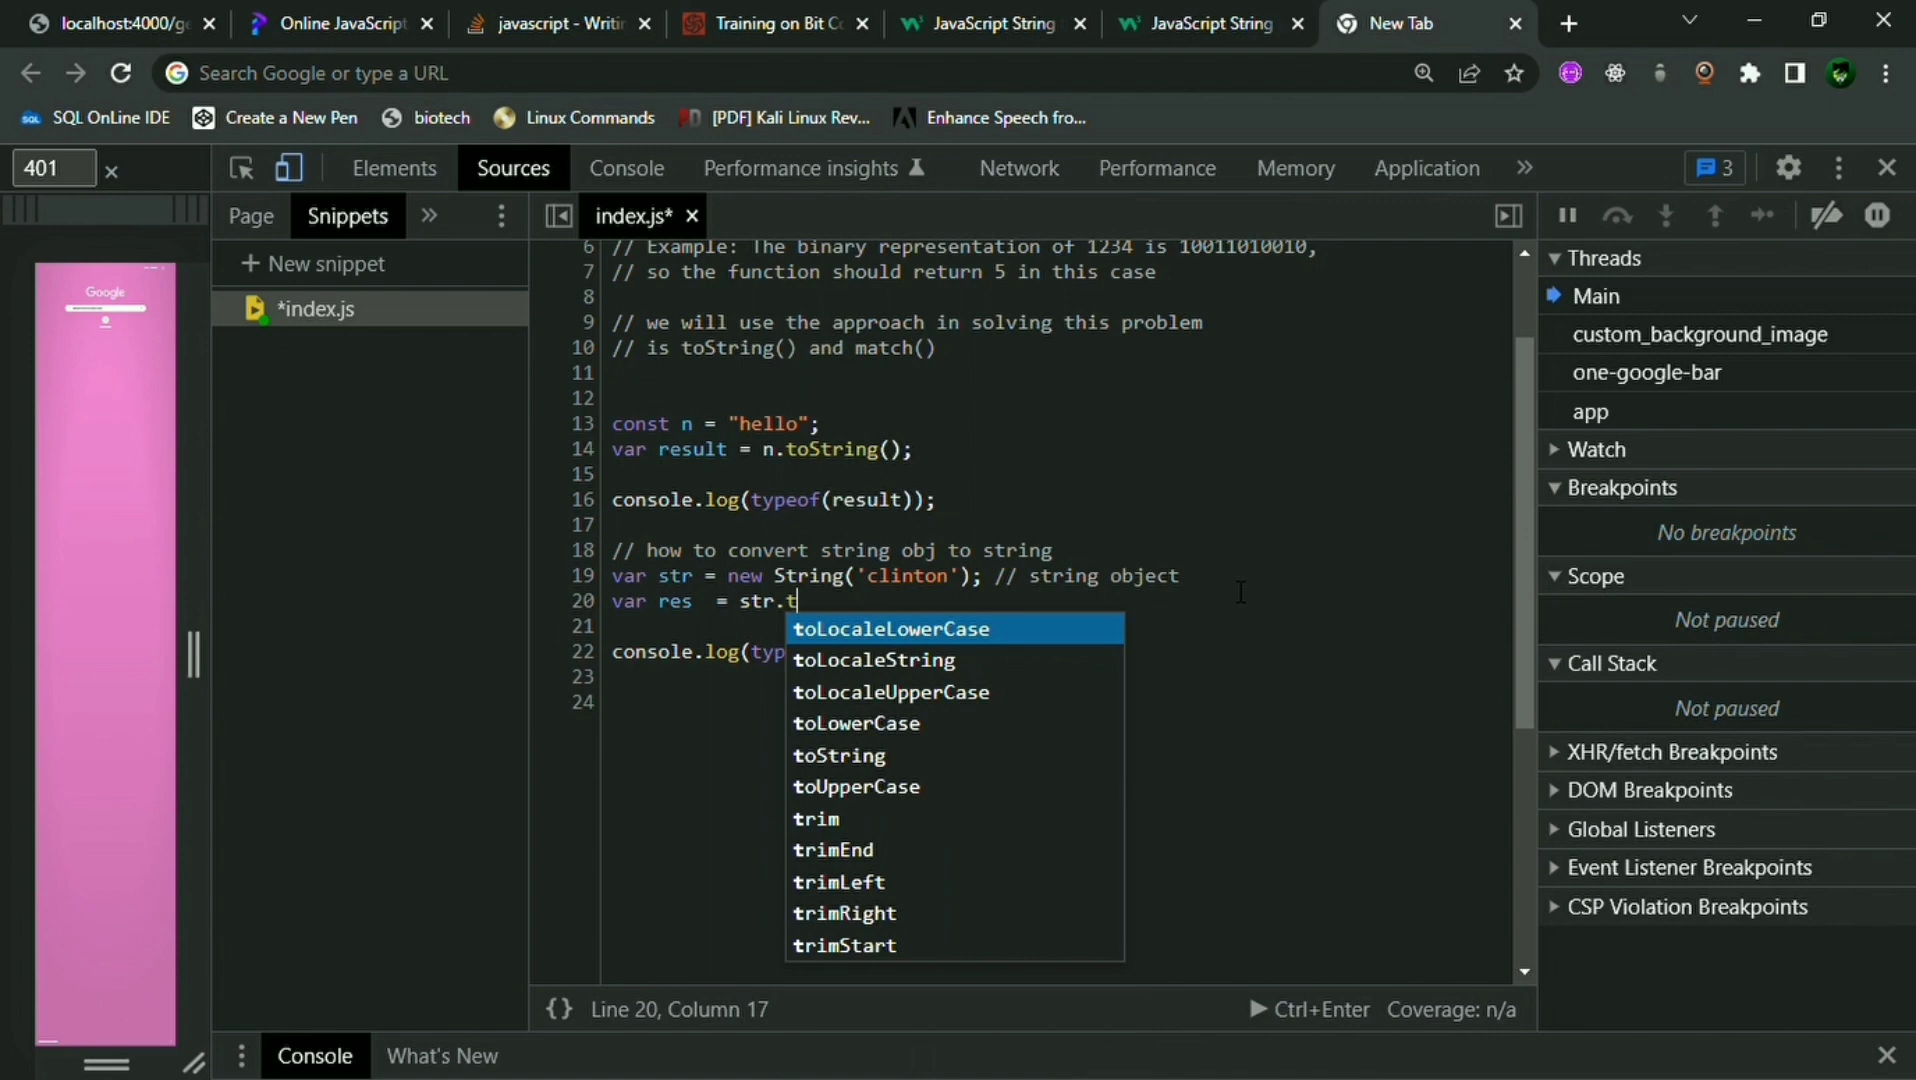 localhost:4000/g
Online JavaScript
javascript - Writi
Training on Bit C
JavaScript String
JavaScript String
New Tab
Search Google or type a URL
SQL OnLine IDE
Create a New Pen
biotech
Linux Commands
[PDF] Kali Linux Rev...
Enhance Speech fro...
401
Elements
Sources
Console
Performance insights
Network
Performance
Memory
Application
3
Page
Snippets
index.js*
+ New snippet
*index.js
Google
6 // Example: The binary representation of 1234 is 10011010010,
7 // so the function should return 5 in this case
8
9 // we will use the approach in solving this problem
10 // is toString() and match()
11
12
13 const n = "hello";
14 var result = n.toString();
15
16 console.log(typeof(result));
17
18 // how to convert string obj to string
19 var str = new String('clinton'); // string object
20 var res  = str.t
21
22 console.log(typ
23
24
toLocaleLowerCase
toLocaleString
toLocaleUpperCase
toLowerCase
toString
toUpperCase
trim
trimEnd
trimLeft
trimRight
trimStart
{} Line 20, Column 17
Ctrl+Enter
Coverage: n/a
Threads
Main
custom_background_image
one-google-bar
app
Watch
Breakpoints
No breakpoints
Scope
Not paused
Call Stack
Not paused
XHR/fetch Breakpoints
DOM Breakpoints
Global Listeners
Event Listener Breakpoints
CSP Violation Breakpoints
Console
What's New